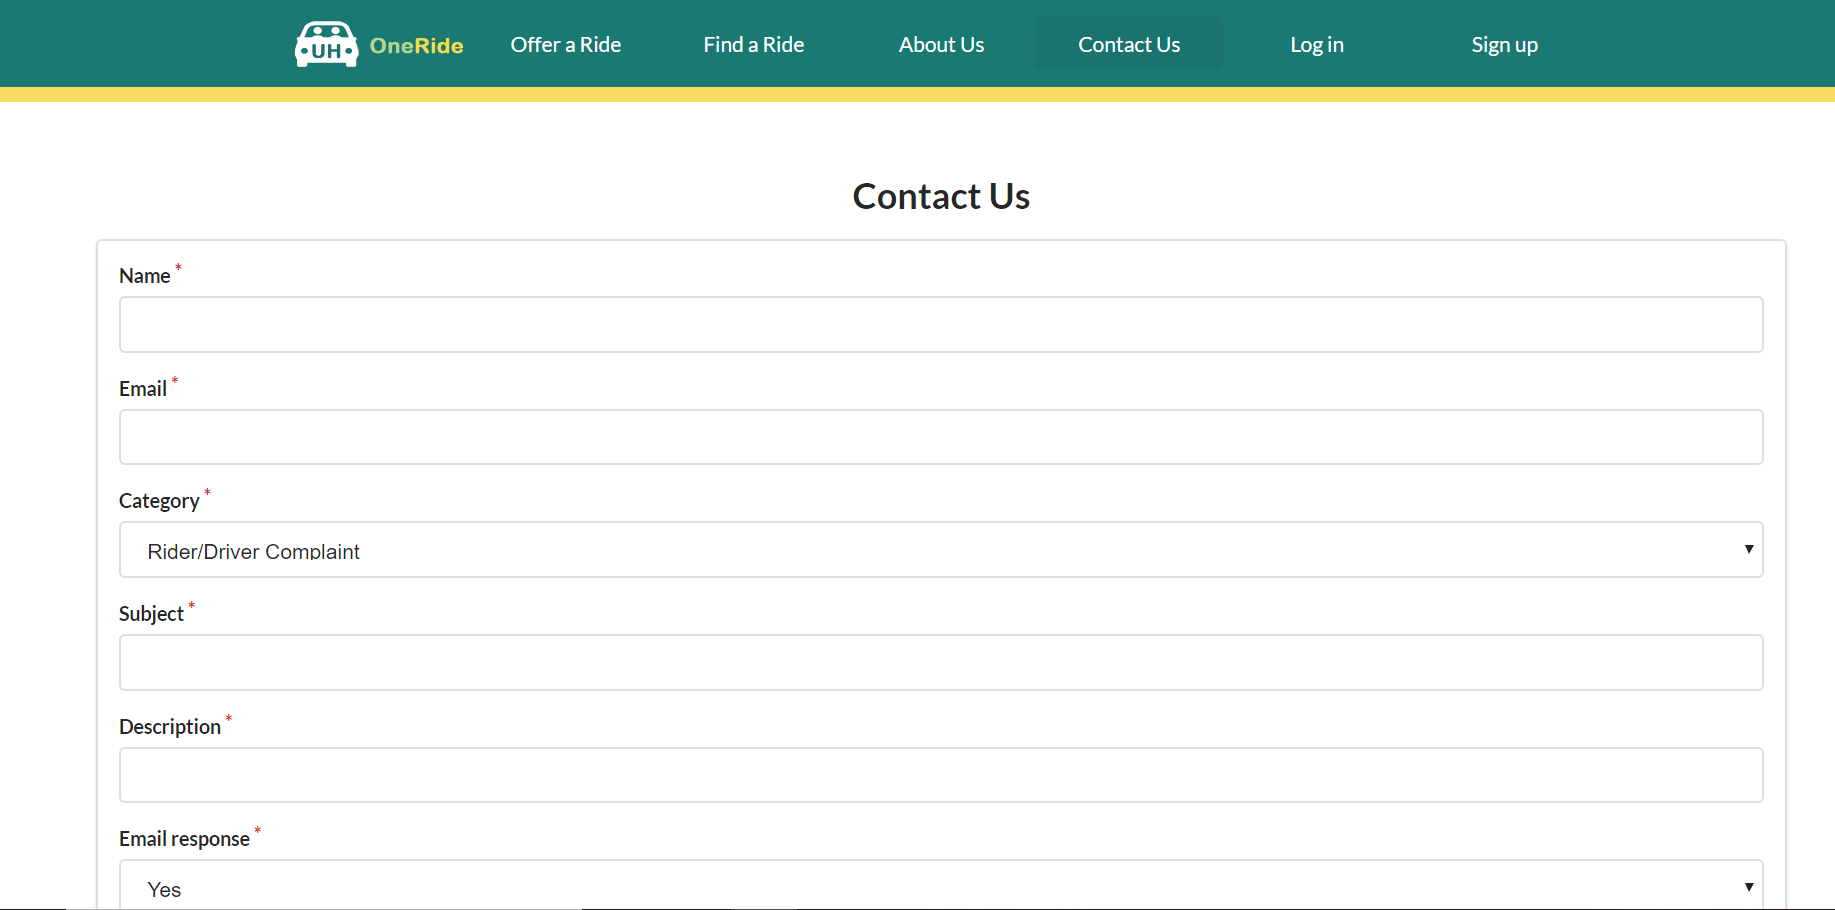 UH OneRide Offer a Ride Find a Ride About Us Contact Us Log in Sign up
Contact Us
Name *
Email *
Category *
Rider/Driver Complaint
Subject *
Description *
Email response *
Yes